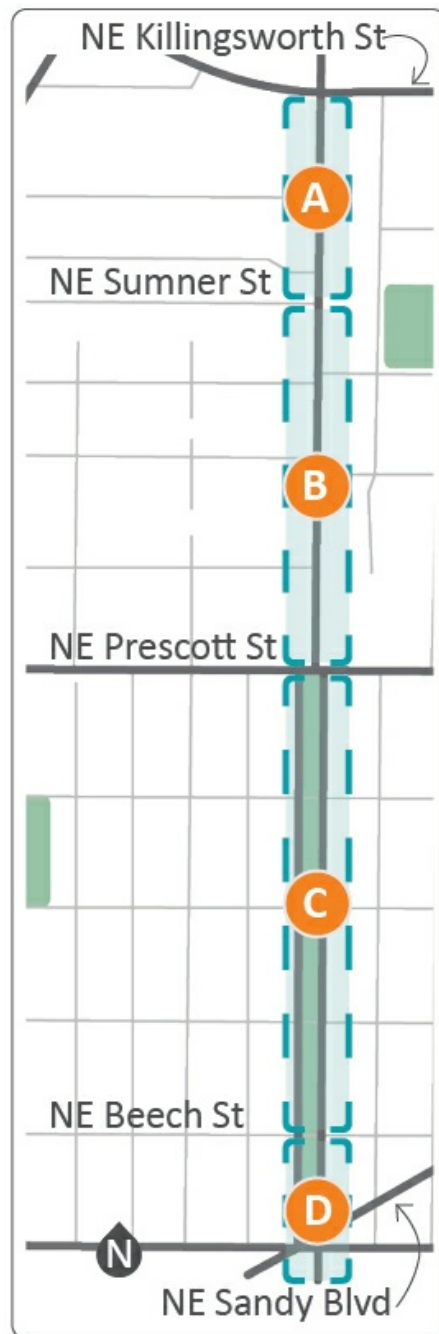 NE Killingsworth St
A
NE Sumner St
B
NE Prescott St
C
NE Beech St
D
N
NE Sandy Blvd